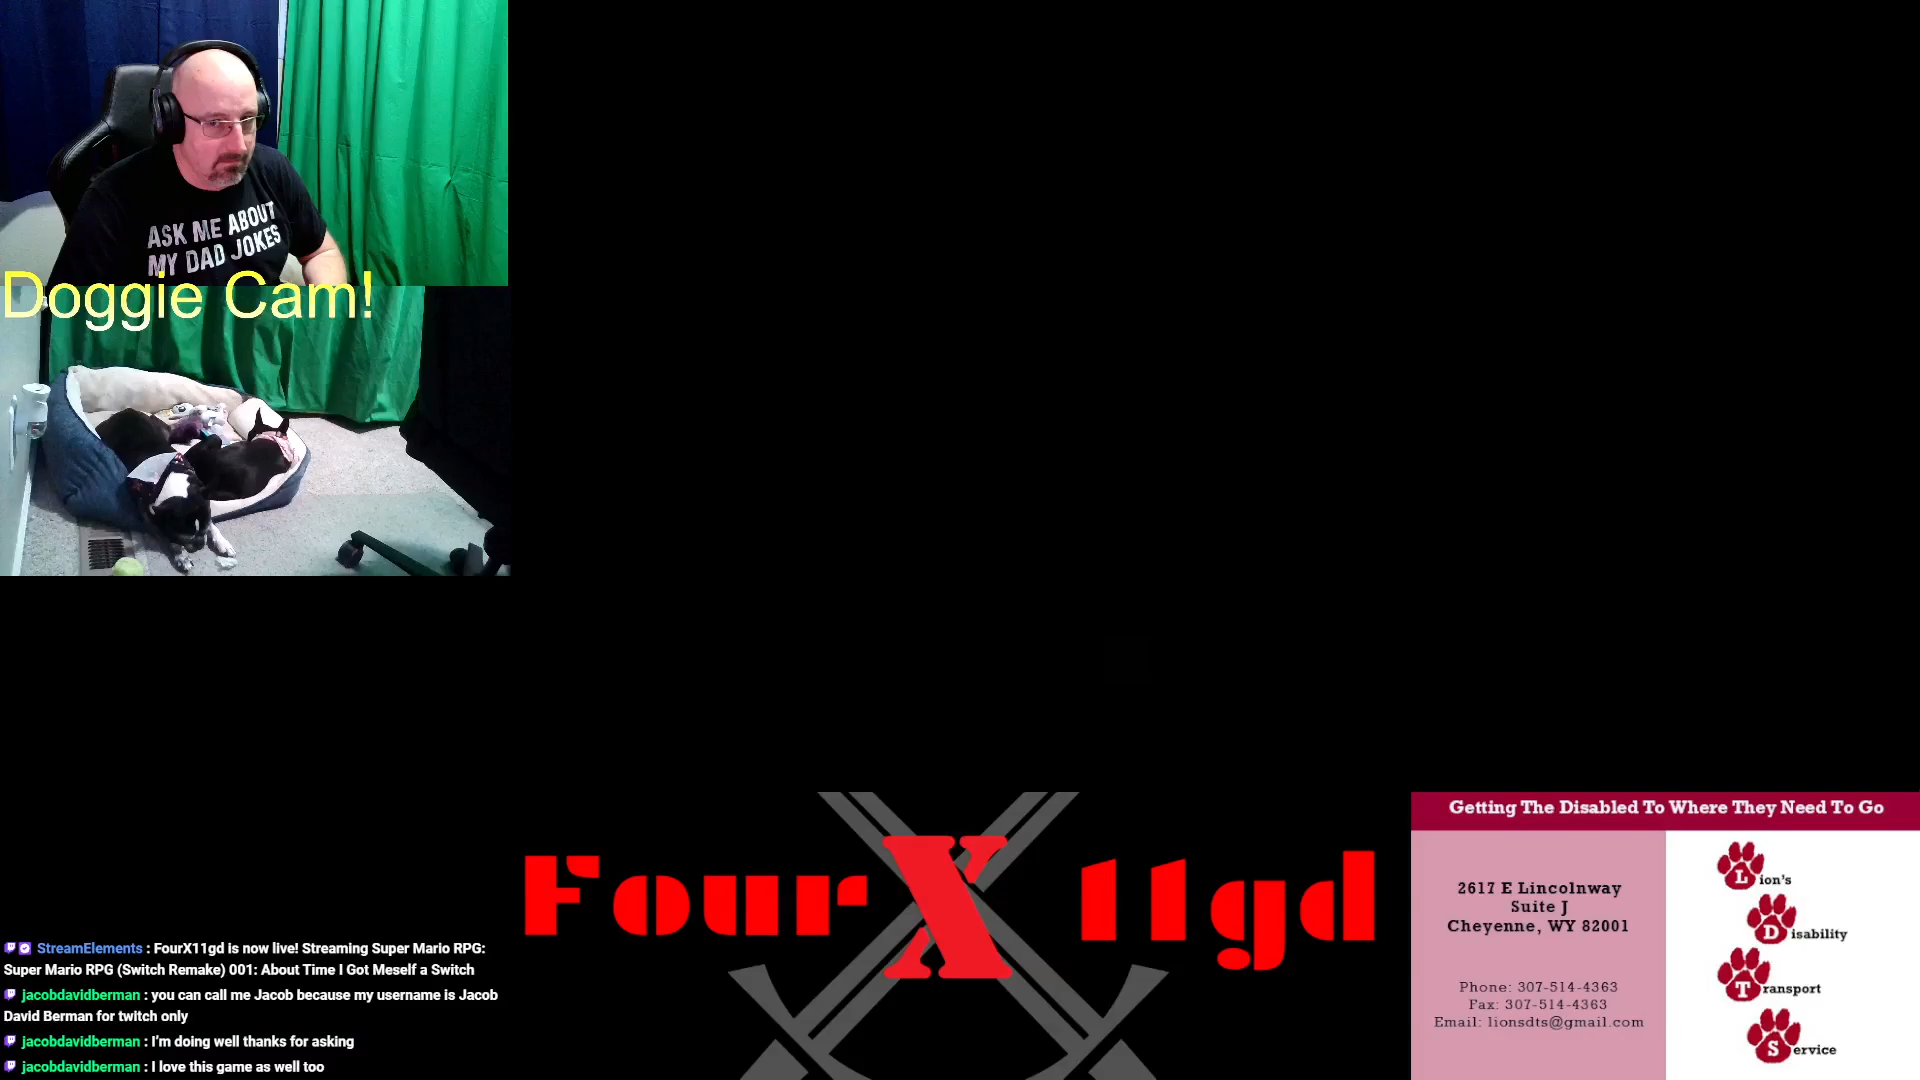 ASK ME ABOUT
MY DAD JOKES
Doggie Cam!
FourX11gd
StreamElements : FourX11gd is now live! Streaming Super Mario RPG:
Super Mario RPG (Switch Remake) 001: About Time I Got Meself a Switch
jacobdavidberman : you can call me Jacob because my username is Jacob
David Berman for twitch only
jacobdavidberman : I'm doing well thanks for asking
jacobdavidberman : I love this game as well too
Getting The Disabled To Where They Need To Go
2617 E Lincolnway
Suite J
Cheyenne, WY 82001
Phone: 307-514-4363
Fax: 307-514-4363
Email: lionsdts@gmail.com
Lion's
Disability
Transport
Service